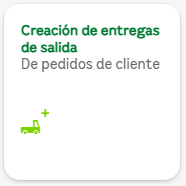 Creación de entregas
de salida
De pedidos de cliente